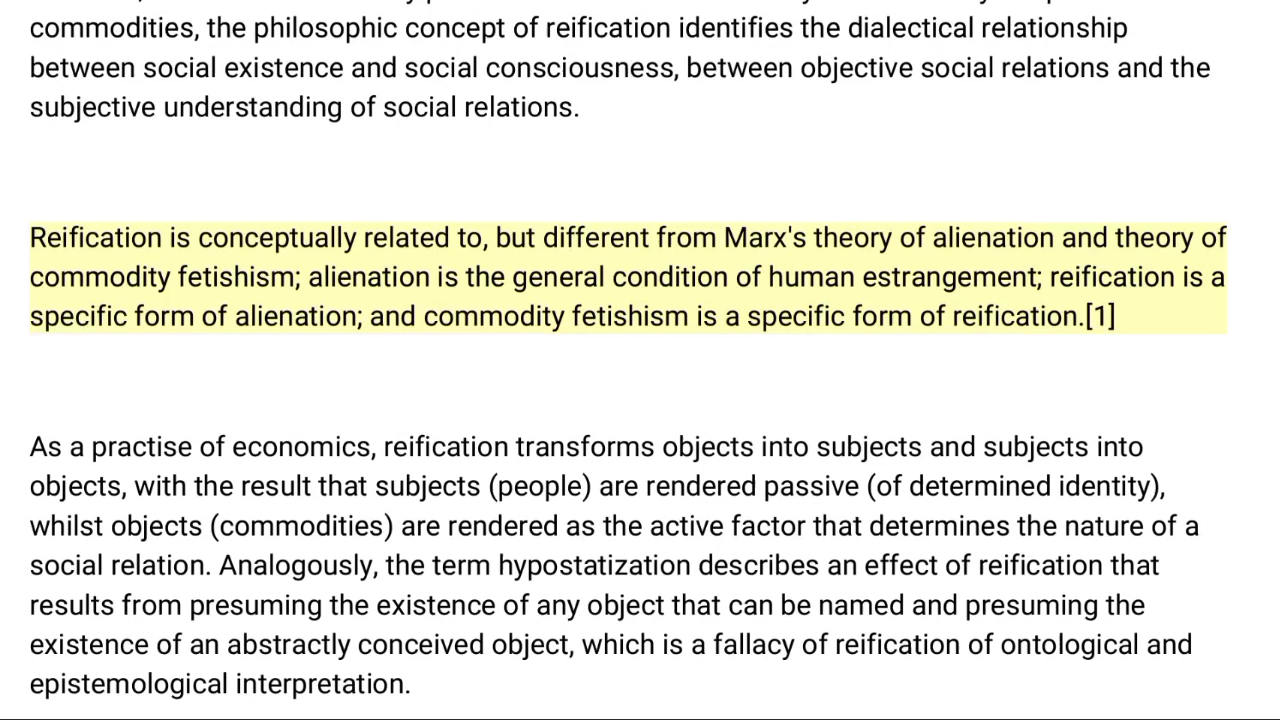 commodities, the philosophic concept of reification identifies the dialectical relationship
between social existence and social consciousness, between objective social relations and the
subjective understanding of social relations.
Reification is conceptually related to, but different from Marx's theory of alienation and theory of
commodity fetishism; alienation is the general condition of human estrangement; reification is a
specific form of alienation; and commodity fetishism is a specific form of reification.[1]
As a practise of economics, reification transforms objects into subjects and subjects into
objects, with the result that subjects (people) are rendered passive (of determined identity),
whilst objects (commodities) are rendered as the active factor that determines the nature of a
social relation. Analogously, the term hypostatization describes an effect of reification that
results from presuming the existence of any object that can be named and presuming the
existence of an abstractly conceived object, which is a fallacy of reification of ontological and
epistemological interpretation.